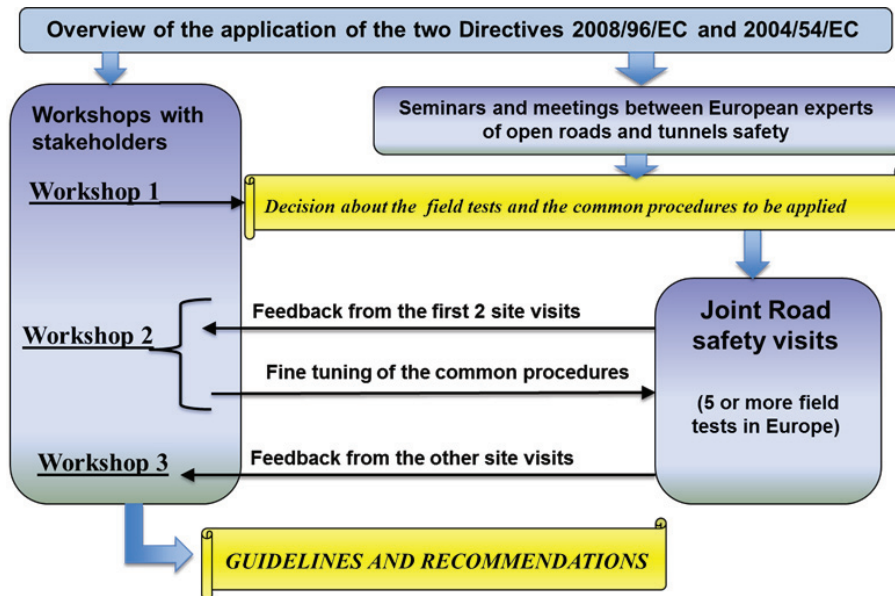 Overview of the application of the two Directives 2008/96/EC and 2004/54/EC
Workshops with
stakeholders
Seminars and meetings between European experts
of open roads and tunnels safety
Workshop 1
Decision about the field tests and the common procedures to be applied
Feedback from the first 2 site visits
Workshop 2
Fine tuning of the common procedures
Joint Road
safety visits
(5 or more field
tests in Europe)
Workshop 3
Feedback from the other site visits
GUIDELINES AND RECOMMENDATIONS